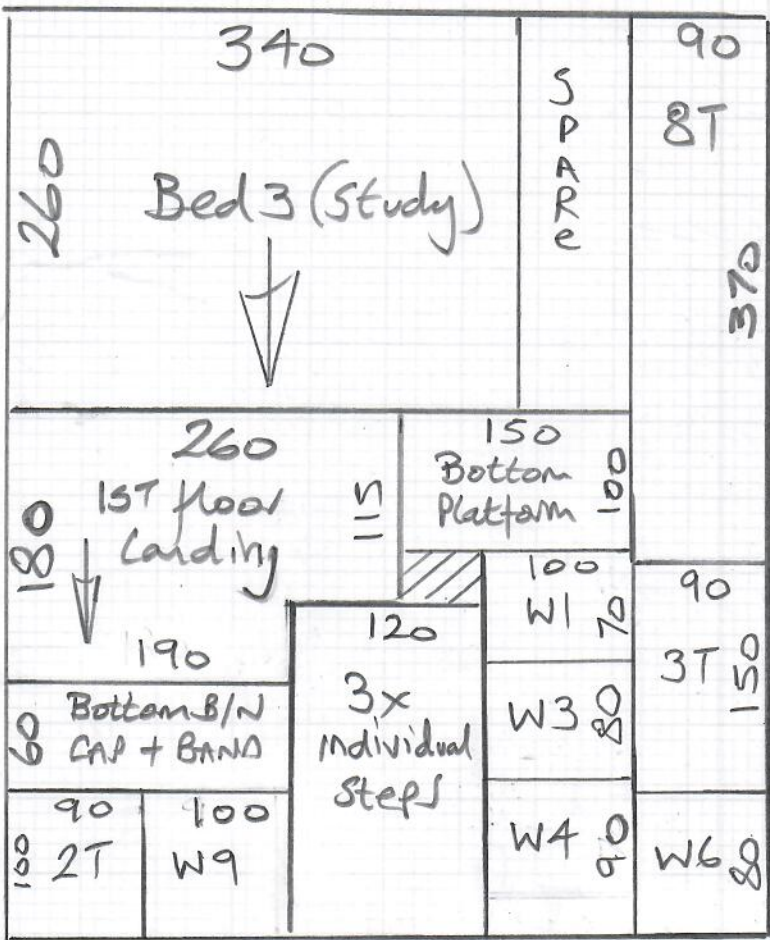 340
260
Bed 3 (Study)
SPARe
90
8T
370
260
1ST floor
Landing
180
115
190
150
Bottom
Platform
100
100
W1
70
90
3T
150
120
3x
individual
Steps
W3
80
Bottom B/N
CAP + BAND
60
90
2T
100
100
W9
W4
90
W6
80